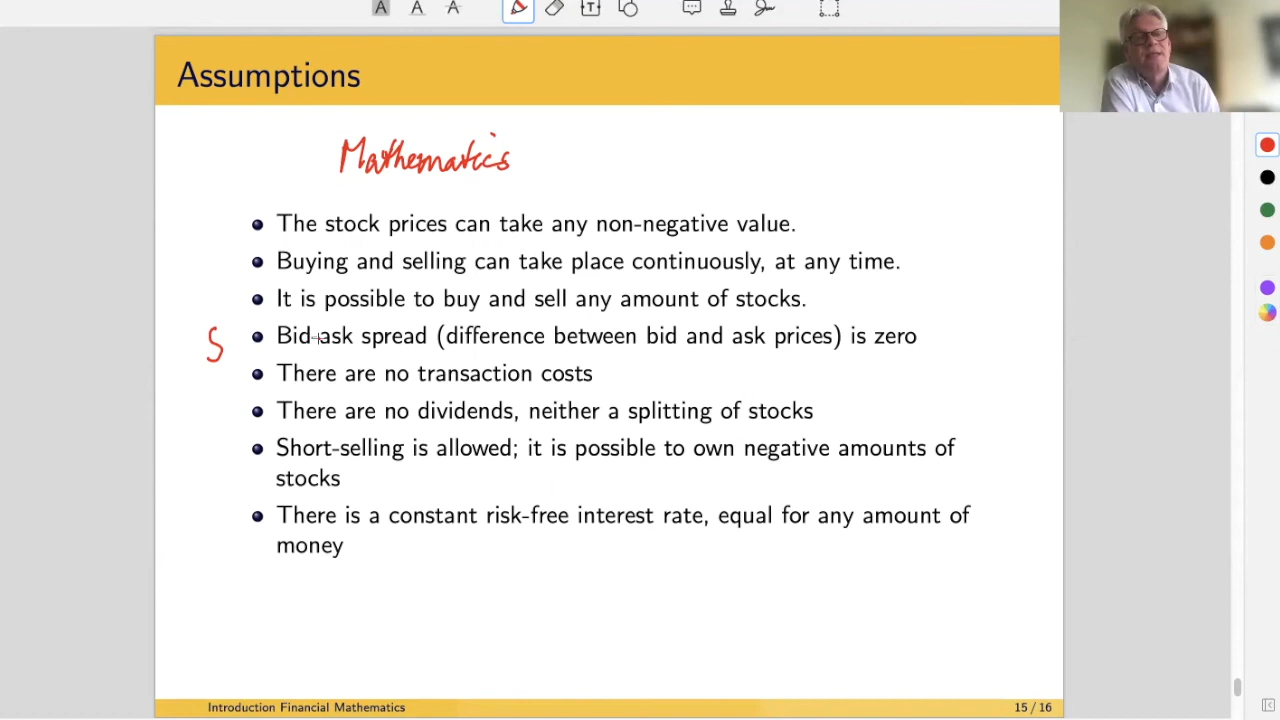 A A A T
Assumptions
Mathematics
The stock prices can take any non-negative value.
Buying and selling can take place continuously, at any time.
It is possible to buy and sell any amount of stocks.
S
Bid-ask spread (difference between bid and ask prices) is zero
There are no transaction costs
There are no dividends, neither a splitting of stocks
Short-selling is allowed; it is possible to own negative amounts of
stocks
There is a constant risk-free interest rate, equal for any amount of
money
Introduction Financial Mathematics 15 / 16